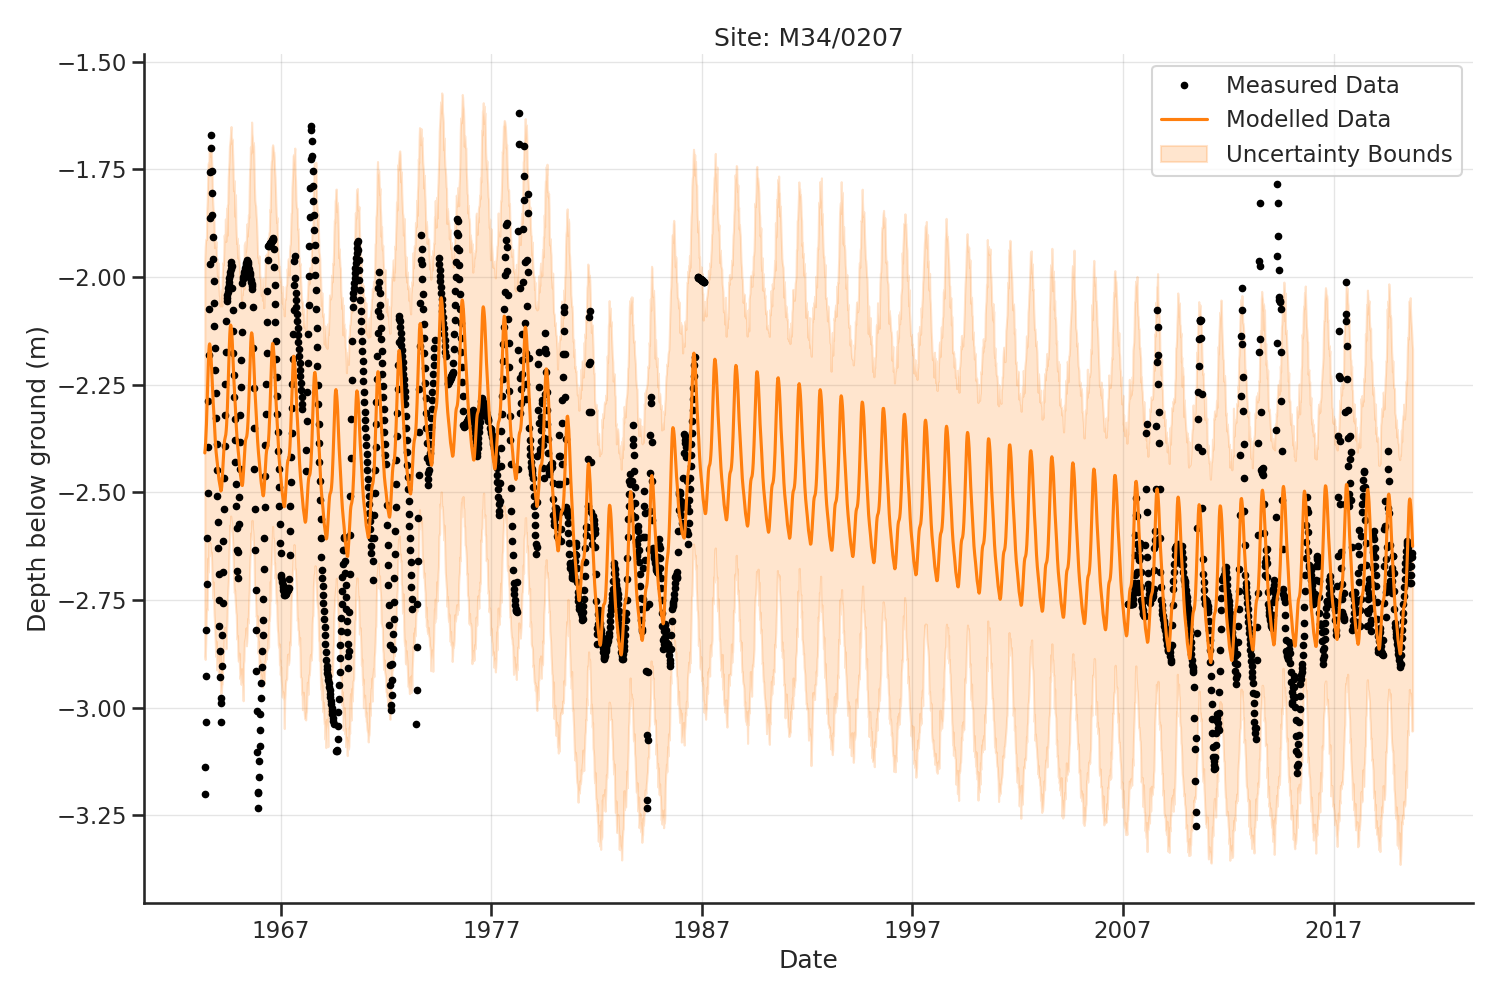 Site: M34/0207
Measured Data
Modelled Data
Uncertainty Bounds
Depth below ground (m)
−1.50
−1.75
−2.00
−2.25
−2.50
−2.75
−3.00
−3.25
1967
1977
1987
1997
2007
2017
Date